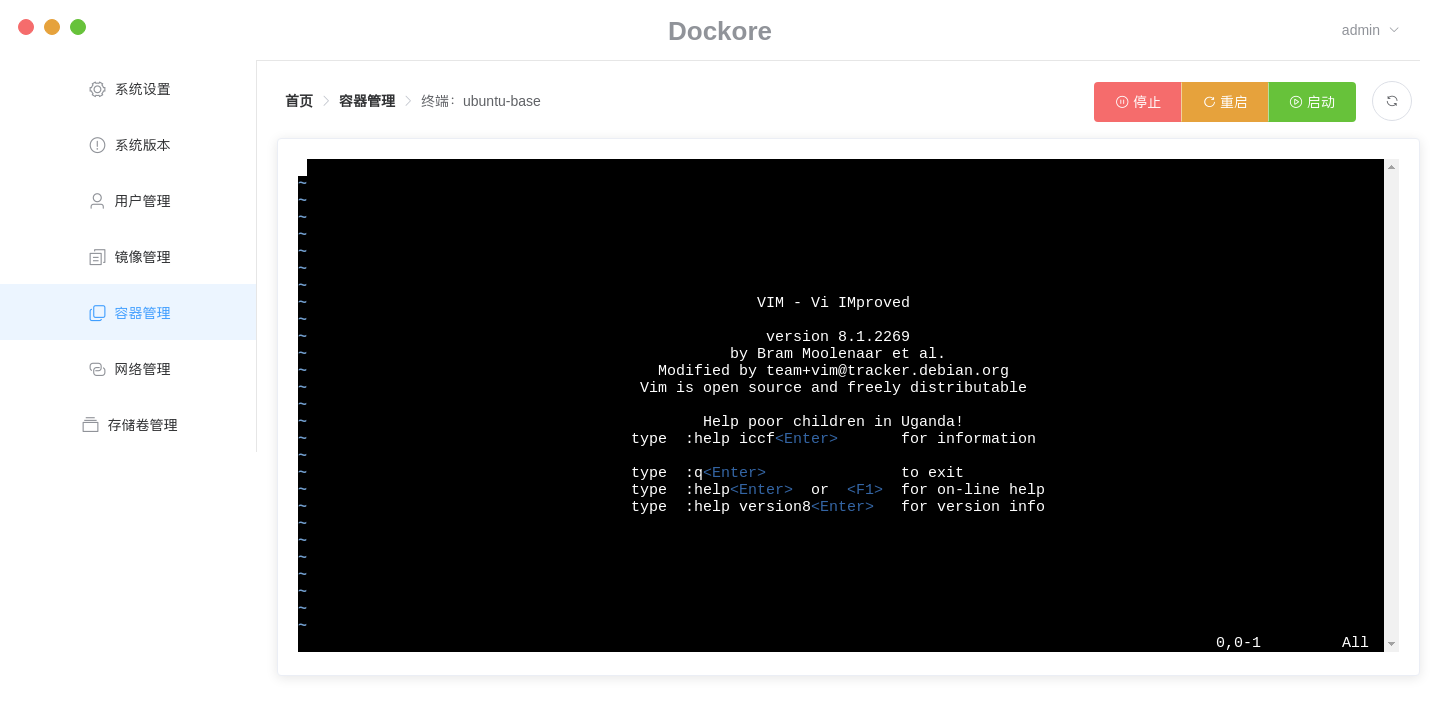 Dockore
admin
系统设置
系统版本
用户管理
镜像管理
容器管理
网络管理
存储卷管理
首页 容器管理 终端：ubuntu-base
停止 重启 启动
~
~
~
~
~
~
~
~ VIM - Vi IMproved
~
~ version 8.1.2269
~ by Bram Moolenaar et al.
~ Modified by team+vim@tracker.debian.org
~ Vim is open source and freely distributable
~
~ Help poor children in Uganda!
~ type :help iccf<Enter> for information
~
~ type :q<Enter> to exit
~ type :help<Enter> or <F1> for on-line help
~ type :help version8<Enter> for version info
~
~
~
~
~
~
~
0,0-1 All